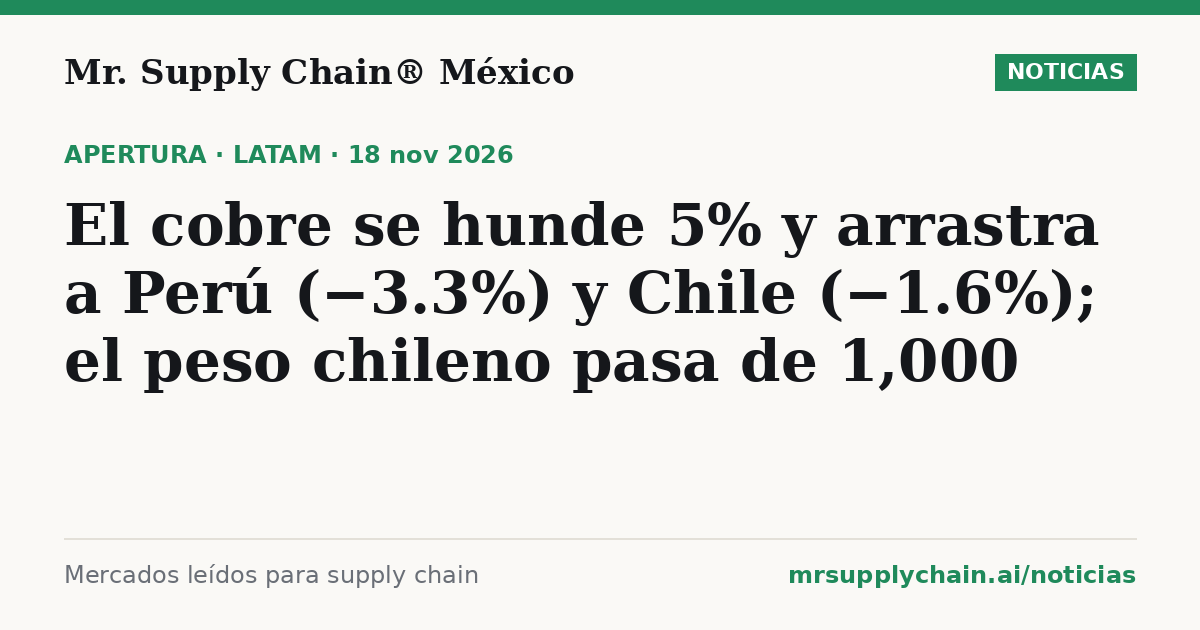 Mr. Supply Chain® México
NOTICIAS
APERTURA · LATAM · 18 nov 2026
El cobre se hunde 5% y arrastra
a Perú (−3.3%) y Chile (−1.6%);
el peso chileno pasa de 1,000
Mercados leídos para supply chain
mrsupplychain.ai/noticias